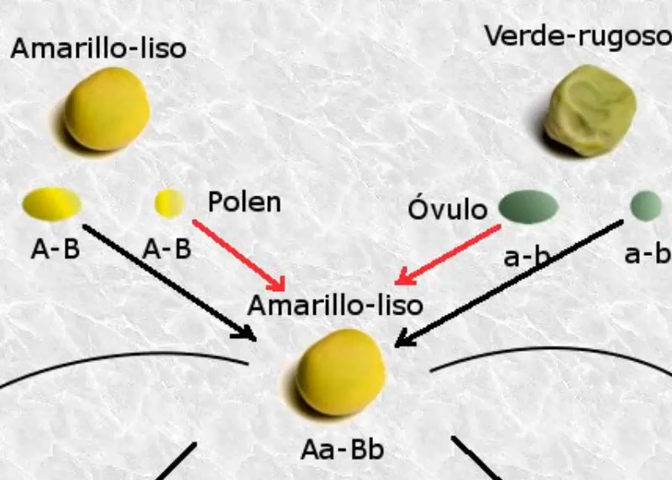 Amarillo-liso
Verde-rugoso
Polen
Óvulo
A-B
A-B
a-b
a-b
Amarillo-liso
Aa-Bb